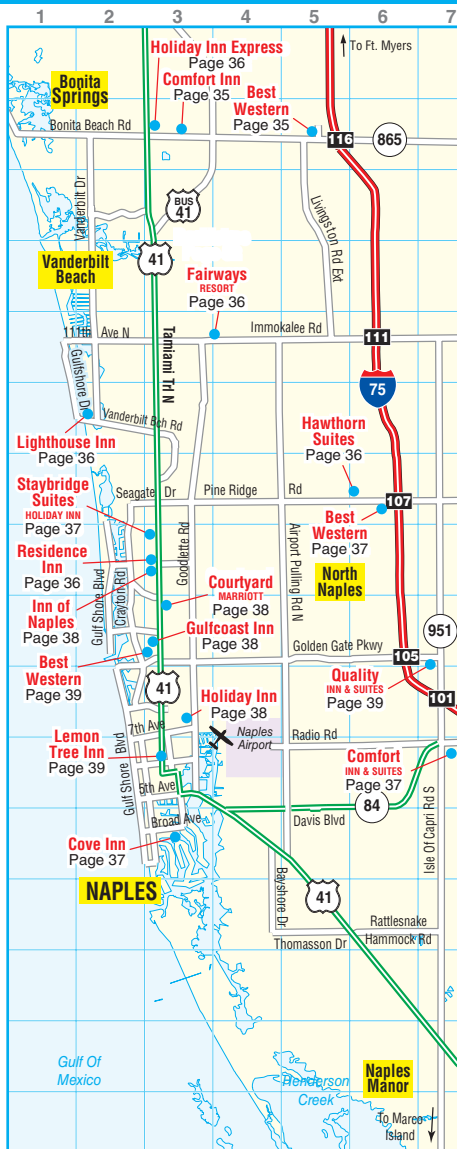 1 2 3 4 5 6 7
To Ft. Myers
Holiday Inn Express
Page 36
Comfort Inn
Page 35
Best
Western
Page 35
Bonita
Springs
Bonita Beach Rd
116
865
Vanderbilt Dr
BUS
41
Livingston Rd Ext
41
Vanderbilt
Beach
Fairways
RESORT
Page 36
Tamiami Trl N
111th Ave N
Immokalee Rd
111
Gulfshore Dr
75
Vanderbilt Bch Rd
Lighthouse Inn
Page 36
Hawthorn
Suites
Page 36
Staybridge
Suites
HOLIDAY INN
Page 37
Seagate Dr
Pine Ridge Rd
107
Best
Western
Page 37
Residence
Inn
Page 36
Goodlette Rd
Airport Pulling Rd N
North
Naples
Gulf Shore Blvd
Crayton Rd
Inn of
Naples
Page 38
Courtyard
MARRIOTT
Page 38
Gulfcoast Inn
Page 38
951
Golden Gate Pkwy
105
Best
Western
Page 39
Quality
INN & SUITES
Page 39
101
41
Holiday Inn
Page 38
7th Ave
Naples
Airport
Radio Rd
Lemon
Tree Inn
Page 39
Gulf Shore Blvd
Comfort
INN & SUITES
Page 37
5th Ave
84
Davis Blvd
Isle Of Capri Rd S
Broad Ave
Cove Inn
Page 37
NAPLES
Bayshore Dr
41
Rattlesnake
Hammock Rd
Thomasson Dr
Gulf Of
Mexico
Henderson
Creek
Naples
Manor
To Marco
Island